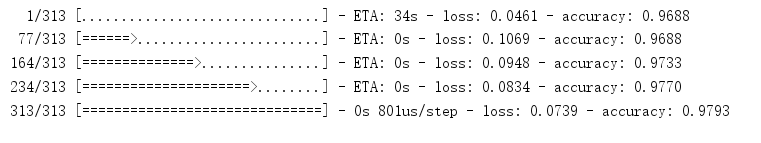 1/313 [..............................] - ETA: 34s - loss: 0.0461 - accuracy: 0.9688
77/313 [======>.......................] - ETA: 0s - loss: 0.1069 - accuracy: 0.9688
164/313 [==============>...............] - ETA: 0s - loss: 0.0948 - accuracy: 0.9733
234/313 [=====================>........] - ETA: 0s - loss: 0.0834 - accuracy: 0.9770
313/313 [==============================] - 0s 801us/step - loss: 0.0739 - accuracy: 0.9793